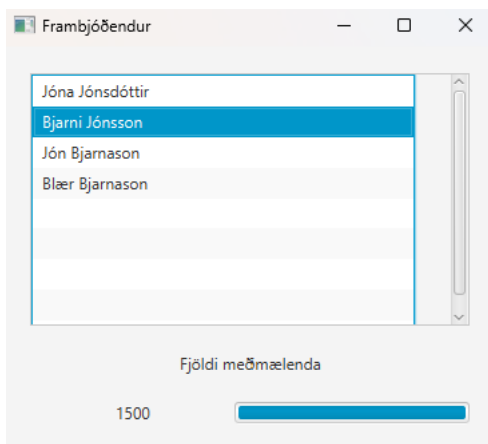 Frambjóðendur
Jóna Jónsdóttir
Bjarni Jónsson
Jón Bjarnason
Blær Bjarnason
Fjöldi meðmælenda
1500